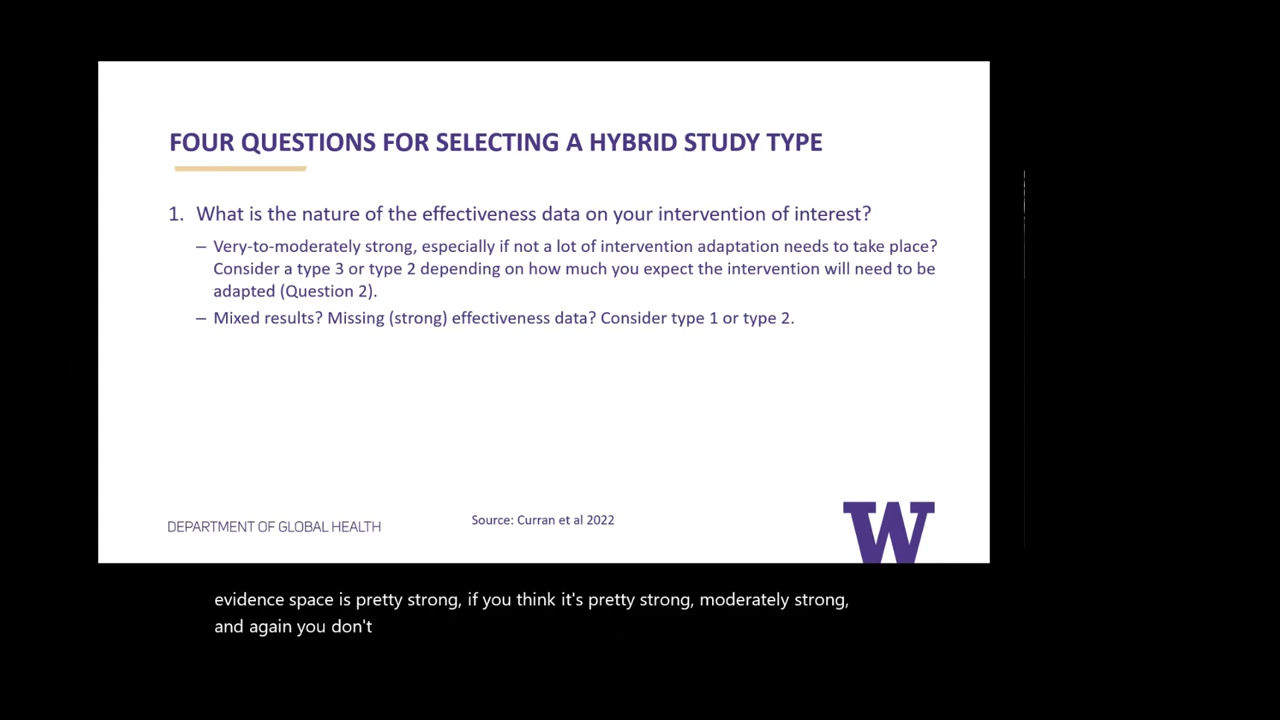 FOUR QUESTIONS FOR SELECTING A HYBRID STUDY TYPE
1. What is the nature of the effectiveness data on your intervention of interest?
– Very-to-moderately strong, especially if not a lot of intervention adaptation needs to take place?
Consider a type 3 or type 2 depending on how much you expect the intervention will need to be
adapted (Question 2).
– Mixed results? Missing (strong) effectiveness data? Consider type 1 or type 2.
DEPARTMENT OF GLOBAL HEALTH
Source: Curran et al 2022
W
evidence space is pretty strong, if you think it's pretty strong, moderately strong,
and again you don't